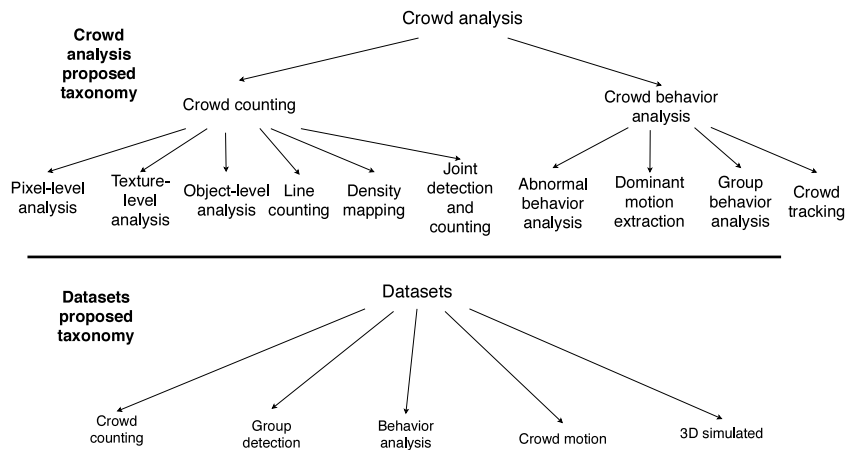 Crowd analysis
Crowd
analysis
proposed
taxonomy
Crowd counting
Crowd behavior
analysis
Pixel-level
analysis
Texture-
level
analysis
Object-level
analysis
Line
counting
Density
mapping
Joint
detection
and
counting
Abnormal
behavior
analysis
Dominant
motion
extraction
Group
behavior
analysis
Crowd
tracking
Datasets
proposed
taxonomy
Datasets
Crowd
counting
Group
detection
Behavior
analysis
Crowd motion
3D simulated